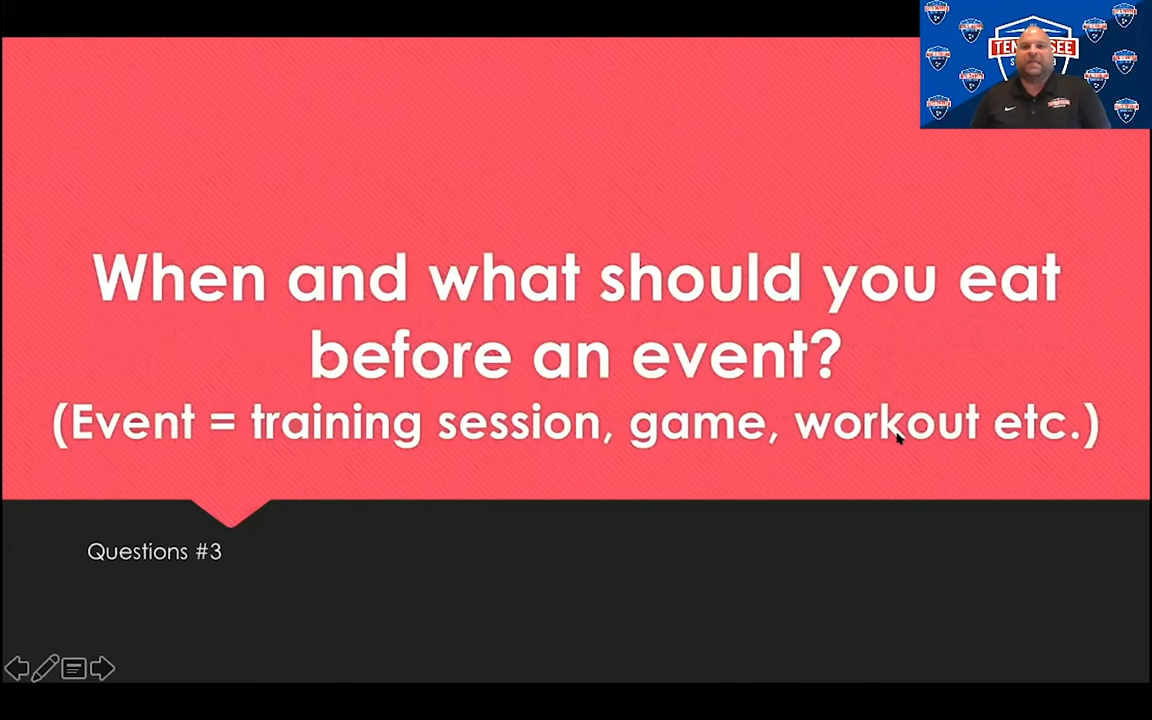 When and what should you eat
before an event?
(Event = training session, game, workout etc.)
Questions #3